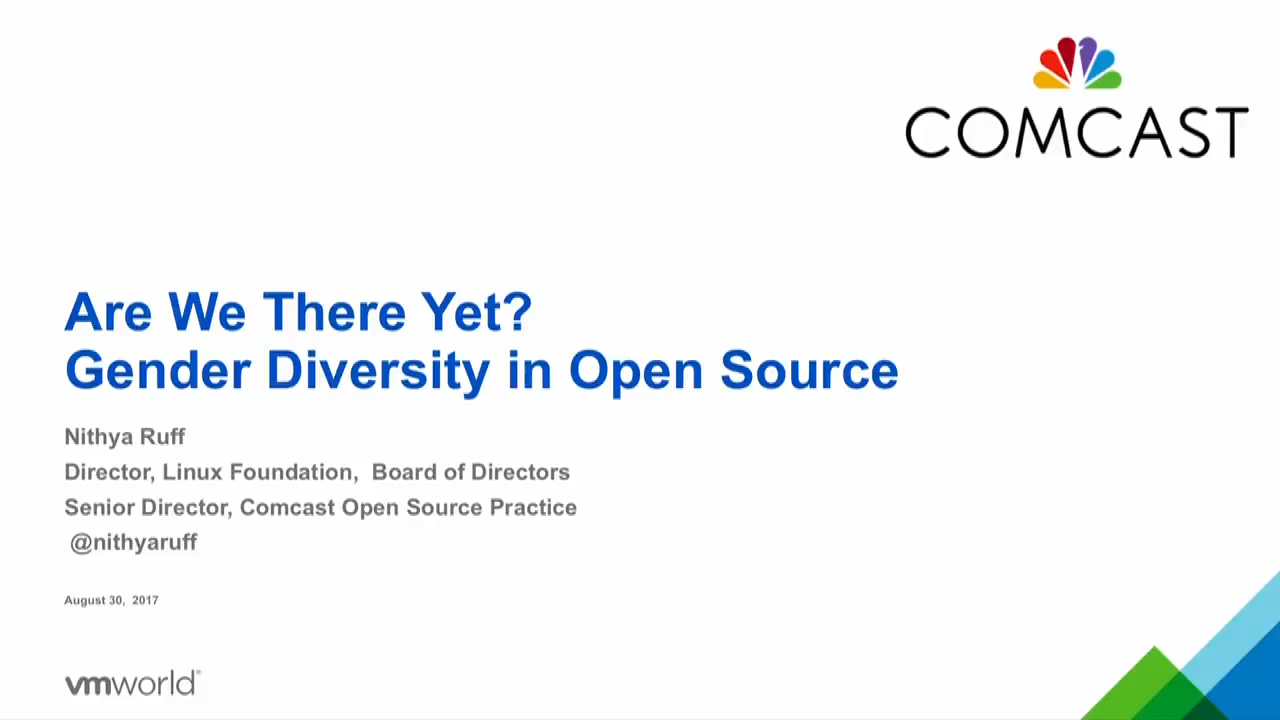 COMCAST
Are We There Yet?
Gender Diversity in Open Source
Nithya Ruff
Director, Linux Foundation,  Board of Directors
Senior Director, Comcast Open Source Practice
@nithyaruff
August 30,  2017
vmworld®